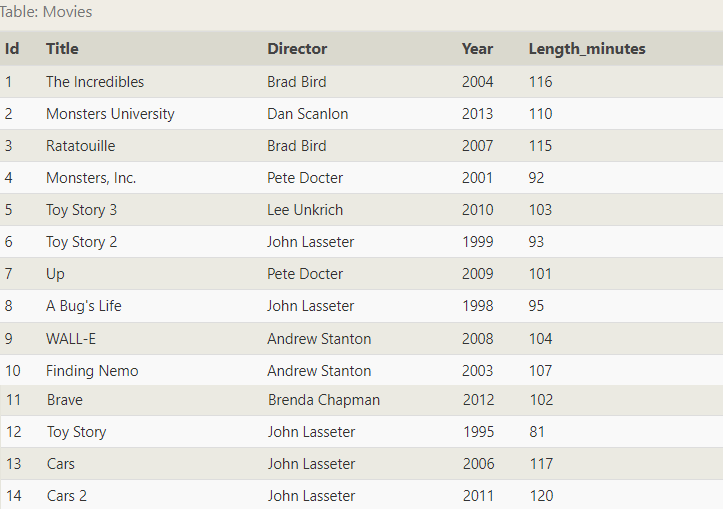 Table: Movies
Id Title Director Year Length_minutes
1 The Incredibles Brad Bird 2004 116
2 Monsters University Dan Scanlon 2013 110
3 Ratatouille Brad Bird 2007 115
4 Monsters, Inc. Pete Docter 2001 92
5 Toy Story 3 Lee Unkrich 2010 103
6 Toy Story 2 John Lasseter 1999 93
7 Up Pete Docter 2009 101
8 A Bug's Life John Lasseter 1998 95
9 WALL-E Andrew Stanton 2008 104
10 Finding Nemo Andrew Stanton 2003 107
11 Brave Brenda Chapman 2012 102
12 Toy Story John Lasseter 1995 81
13 Cars John Lasseter 2006 117
14 Cars 2 John Lasseter 2011 120